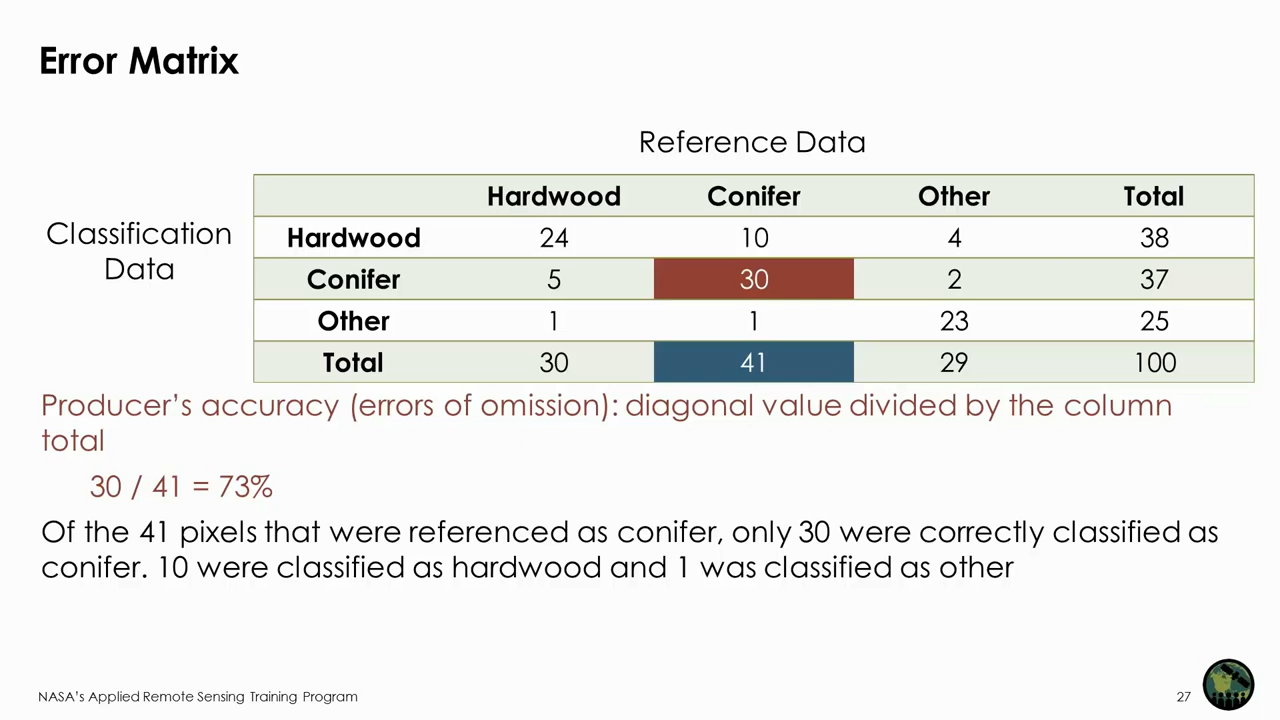 Error Matrix
Reference Data
Classification
Data
Hardwood Conifer Other Total
Hardwood 24 10 4 38
Conifer 5 30 2 37
Other 1 1 23 25
Total 30 41 29 100
Producer’s accuracy (errors of omission): diagonal value divided by the column
total
30 / 41 = 73%
Of the 41 pixels that were referenced as conifer, only 30 were correctly classified as
conifer. 10 were classified as hardwood and 1 was classified as other
NASA’s Applied Remote Sensing Training Program
27